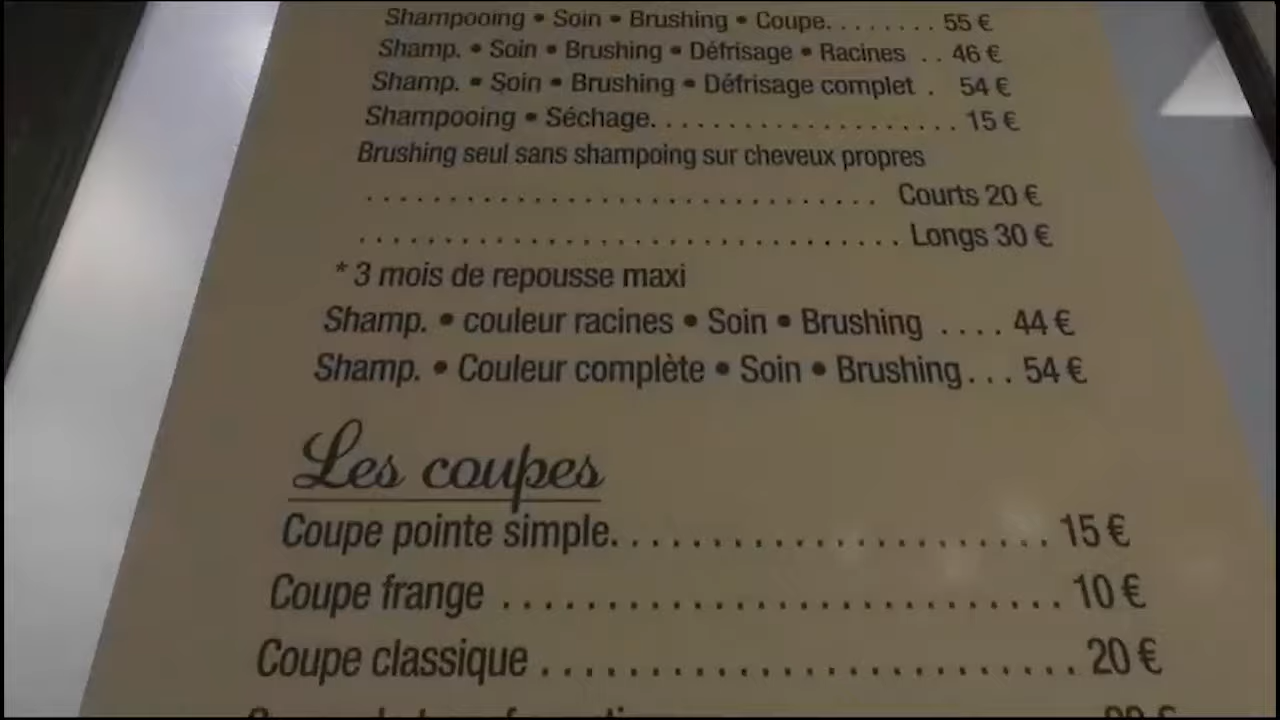 Shampooing • Soin • Brushing • Coupe. . . . . . . . 55 €
Shamp. • Soin • Brushing • Défrisage • Racines . . 46 €
Shamp. • Soin • Brushing • Défrisage complet . 54 €
Shampooing • Séchage. . . . . . . . . . . . . . . . . . . . . . 15 €
Brushing seul sans shampoing sur cheveux propres
. . . . . . . . . . . . . . . . . . . . . . . . . . . . . . . Courts 20 €
. . . . . . . . . . . . . . . . . . . . . . . . . . . . . . . . Longs 30 €
* 3 mois de repousse maxi
Shamp. • couleur racines • Soin • Brushing . . . . 44 €
Shamp. • Couleur complète • Soin • Brushing. . . 54 €
Les coupes
Coupe pointe simple. . . . . . . . . . . . . . . . . . . . . 15 €
Coupe frange . . . . . . . . . . . . . . . . . . . . . . . . . . . 10 €
Coupe classique . . . . . . . . . . . . . . . . . . . . . . . . . 20 €